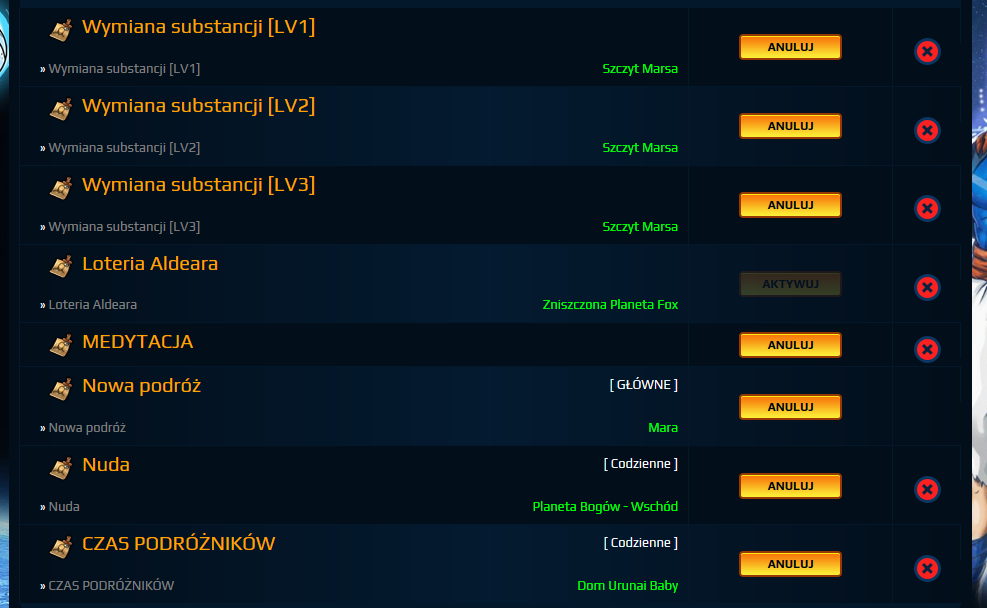 Wymiana substancji [LV1]
ANULUJ
» Wymiana substancji [LV1]
Szczyt Marsa
Wymiana substancji [LV2]
ANULUJ
» Wymiana substancji [LV2]
Szczyt Marsa
Wymiana substancji [LV3]
ANULUJ
» Wymiana substancji [LV3]
Szczyt Marsa
Loteria Aldeara
AKTYWUJ
» Loteria Aldeara
Zniszczona Planeta Fox
MEDYTACJA
ANULUJ
Nowa podróż
[ GŁÓWNE ]
ANULUJ
» Nowa podróż
Mara
Nuda
[ Codzienne ]
ANULUJ
» Nuda
Planeta Bogów - Wschód
CZAS PODRÓŻNIKÓW
[ Codzienne ]
ANULUJ
» CZAS PODRÓŻNIKÓW
Dom Urunai Baby